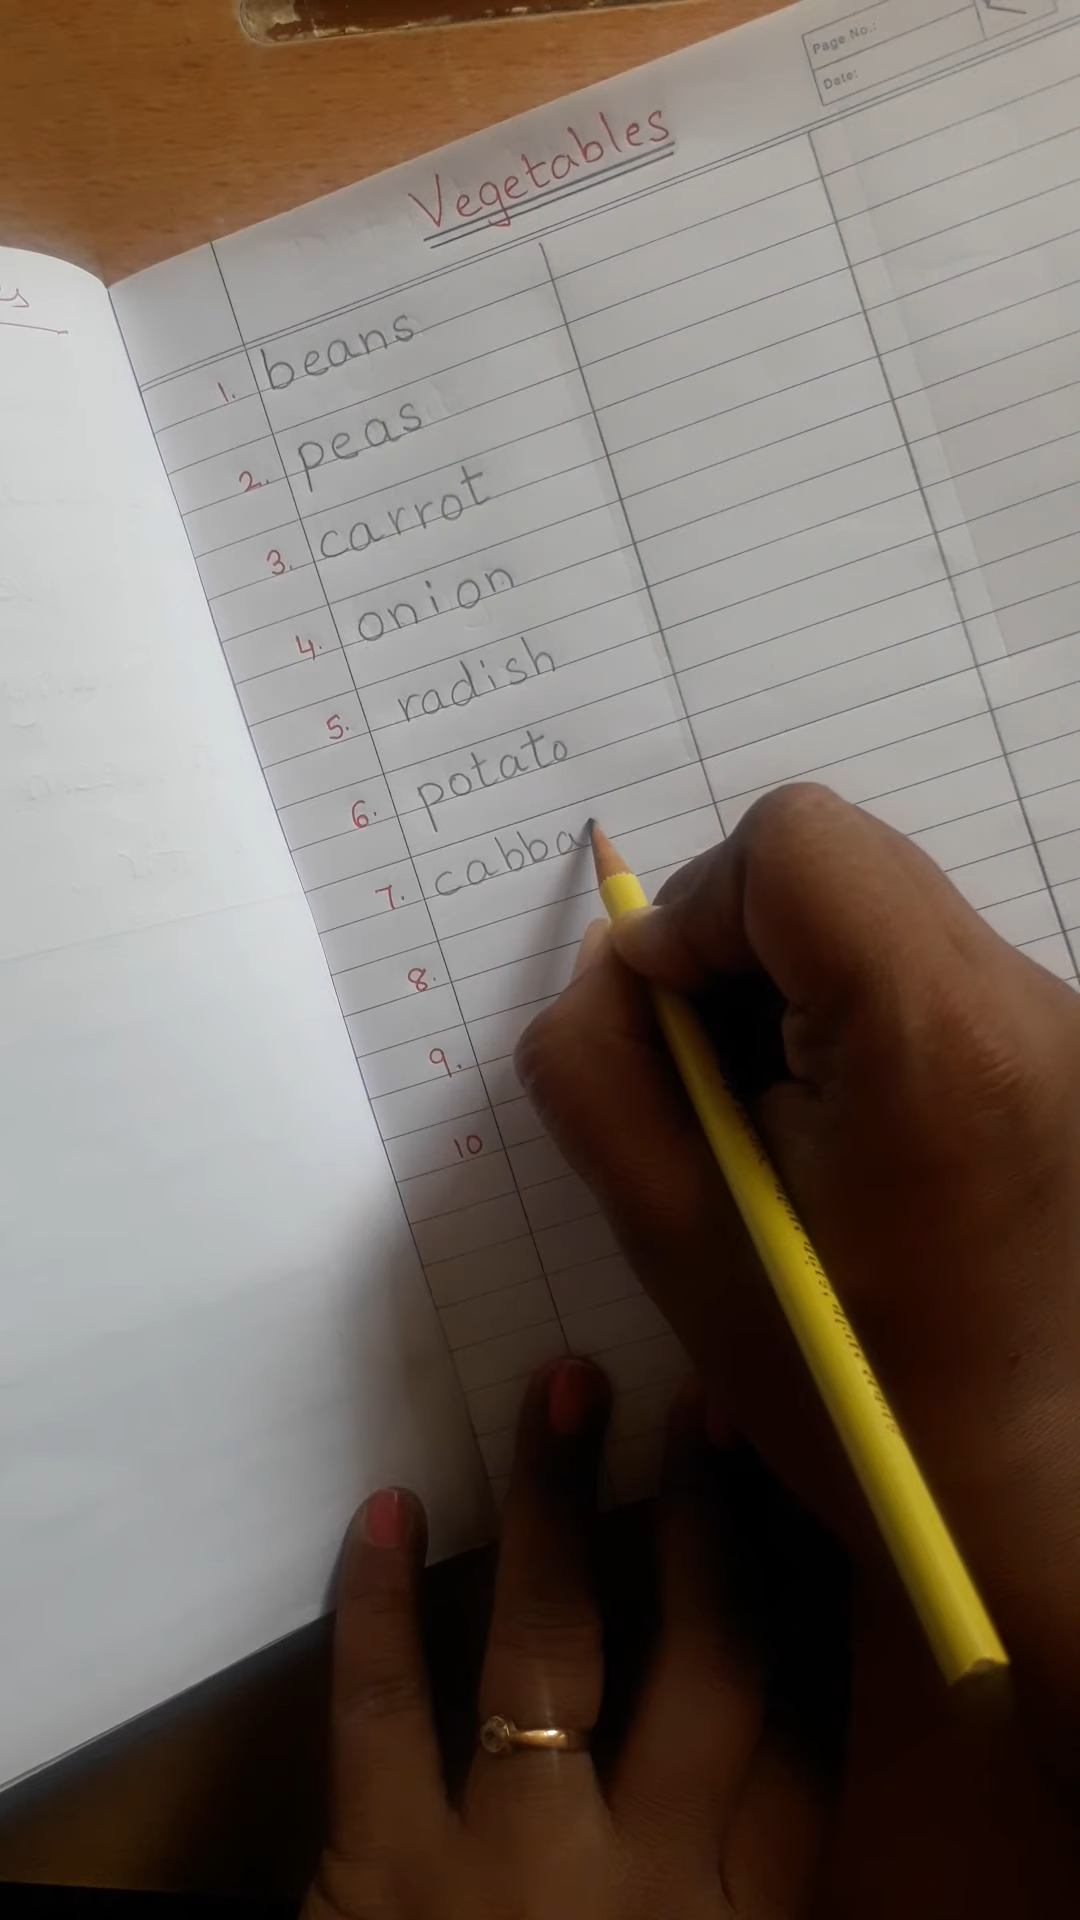 Page No.:
Date:
Vegetables
1. beans
2. peas
3. carrot
4. onion
5. radish
6. potato
7. cabba
8.
9.
10